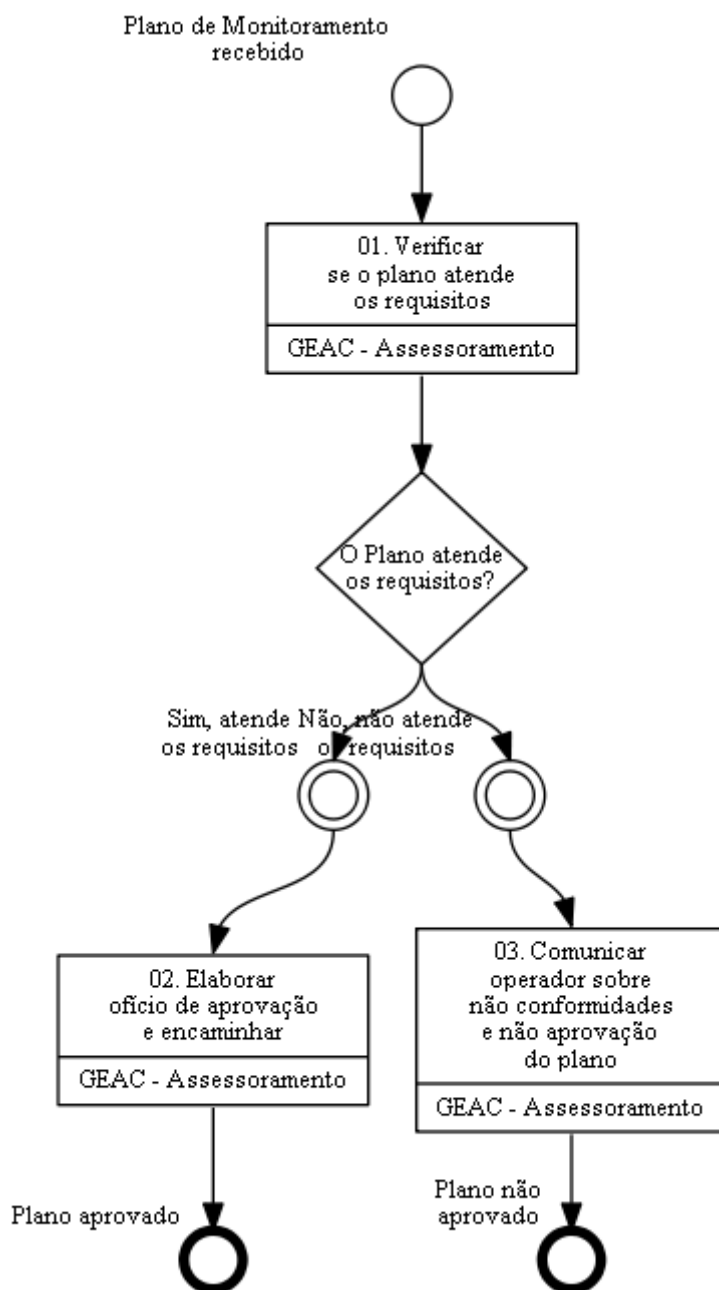 Plano de Monitoramento
recebido
01. Verificar
se o plano atende
os requisitos
GEAC - Assessoramento
O Plano atende
os requisitos?
Sim, atende
os requisitos
Não, não atende
requisitos
02. Elaborar
ofício de aprovação
e encaminhar
GEAC - Assessoramento
03. Comunicar
operador sobre
não conformidades
e não aprovação
do plano
GEAC - Assessoramento
Plano aprovado
Plano não
aprovado